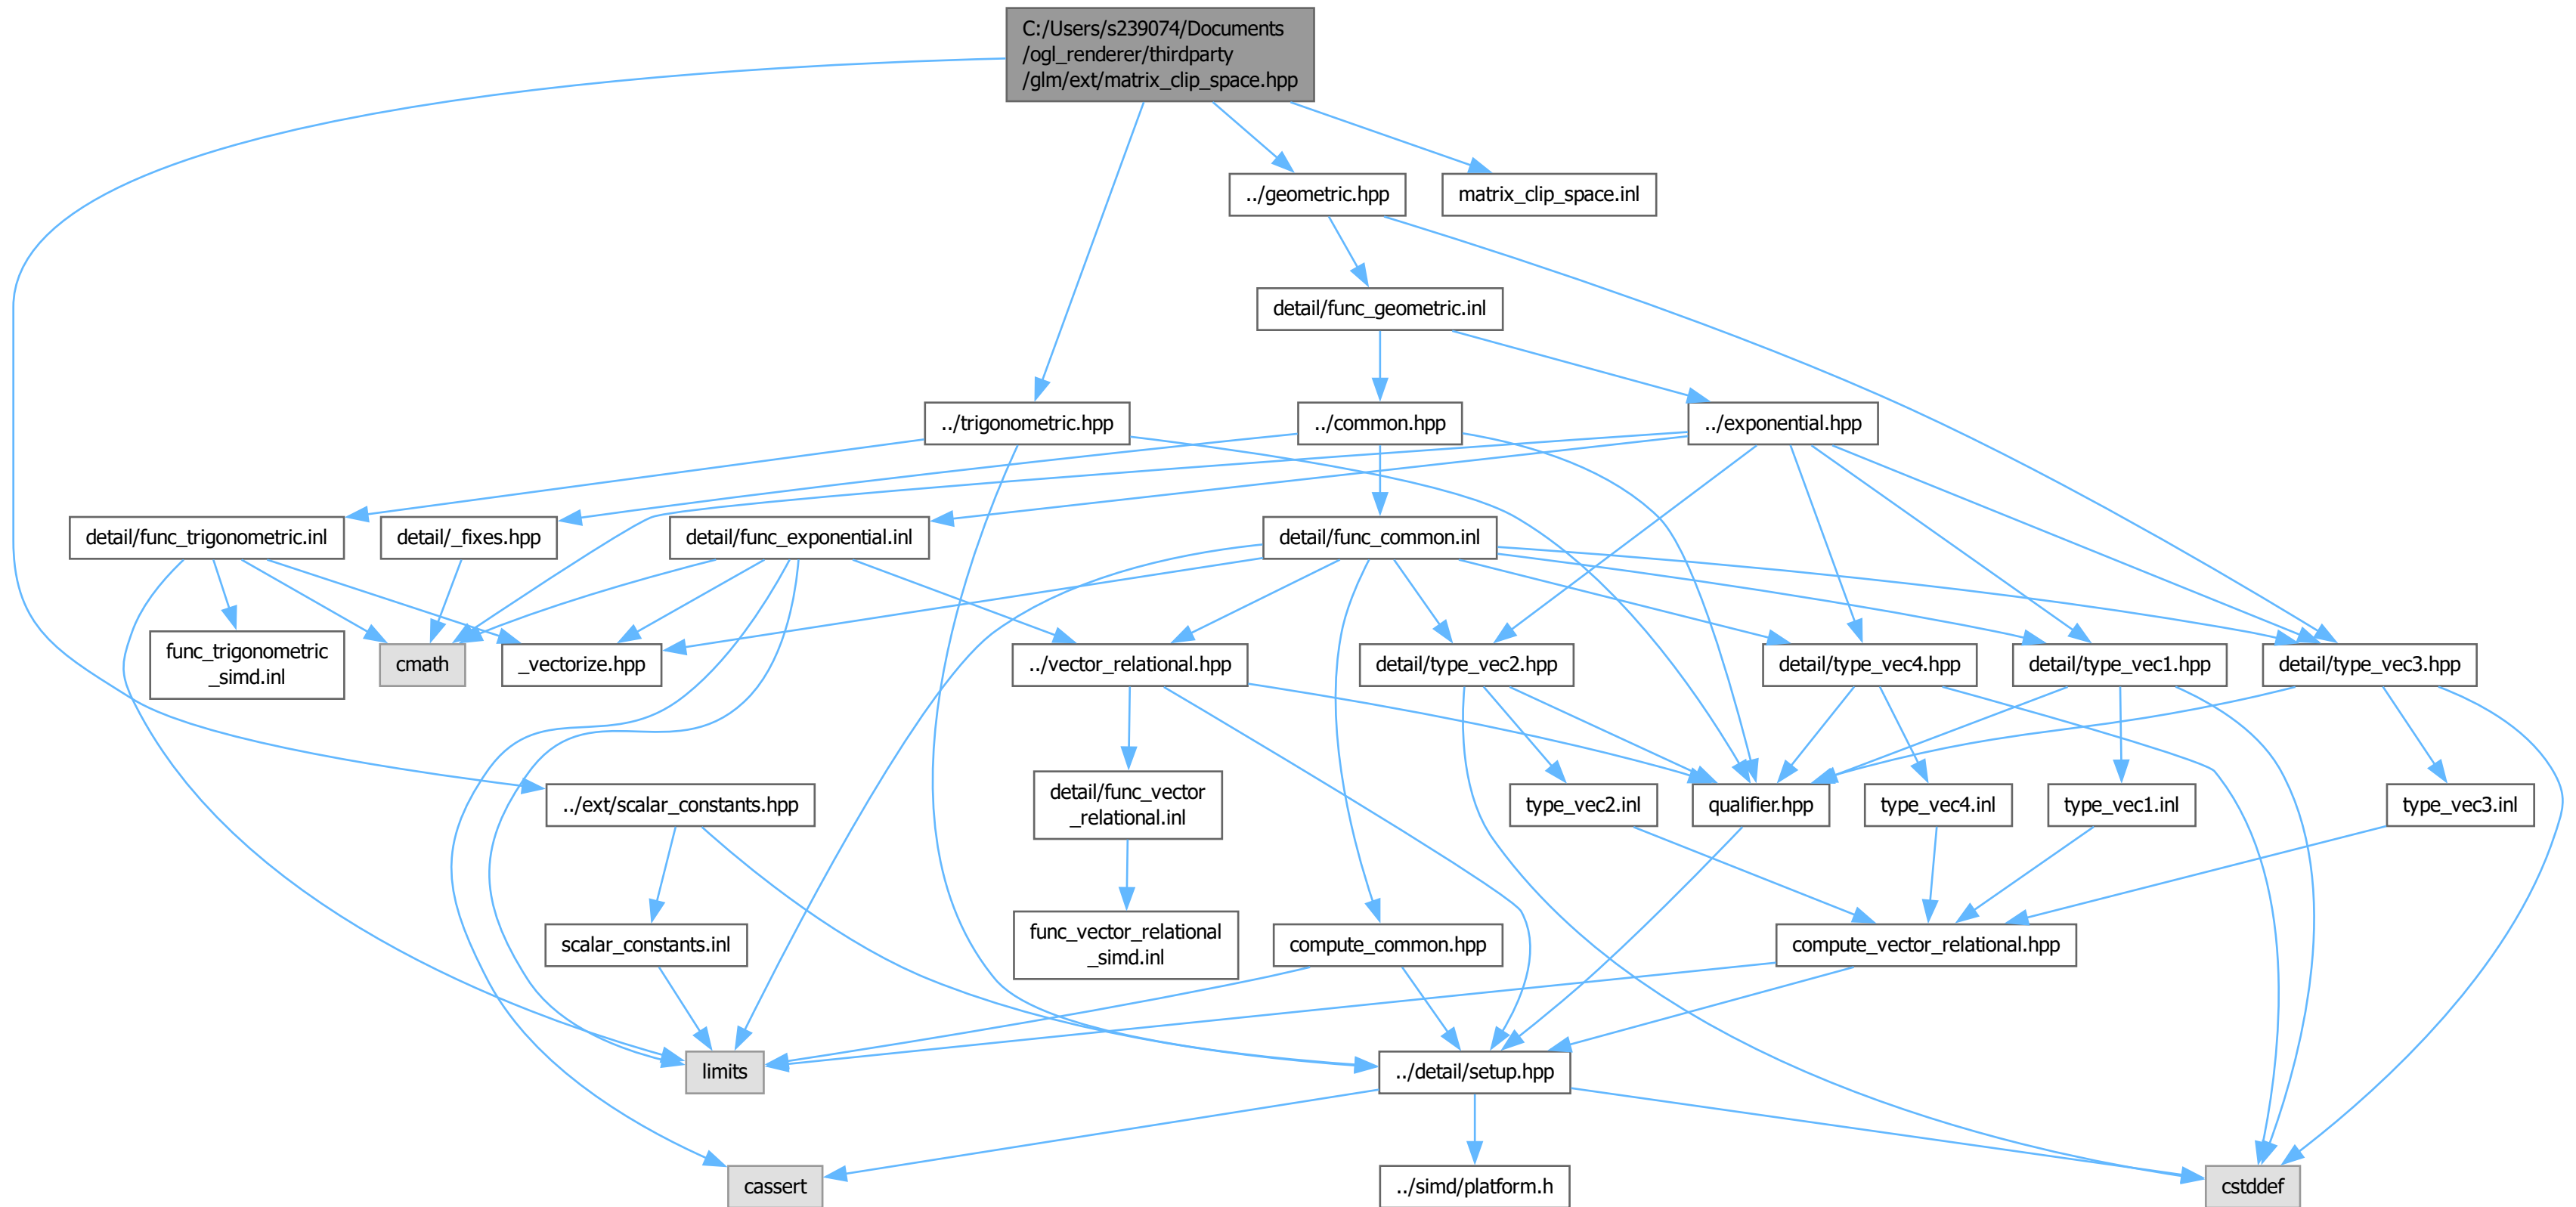 C:/Users/s239074/Documents
/ogl_renderer/thirdparty
/glm/ext/matrix_clip_space.hpp
../geometric.hpp
matrix_clip_space.inl
detail/func_geometric.inl
../trigonometric.hpp
../common.hpp
../exponential.hpp
detail/func_trigonometric.inl
detail/_fixes.hpp
detail/func_exponential.inl
detail/func_common.inl
func_trigonometric
_simd.inl
cmath
_vectorize.hpp
../vector_relational.hpp
detail/type_vec2.hpp
detail/type_vec4.hpp
detail/type_vec1.hpp
detail/type_vec3.hpp
../ext/scalar_constants.hpp
detail/func_vector
_relational.inl
type_vec2.inl
qualifier.hpp
type_vec4.inl
type_vec1.inl
type_vec3.inl
scalar_constants.inl
func_vector_relational
_simd.inl
compute_common.hpp
compute_vector_relational.hpp
limits
../detail/setup.hpp
cassert
../simd/platform.h
cstddef